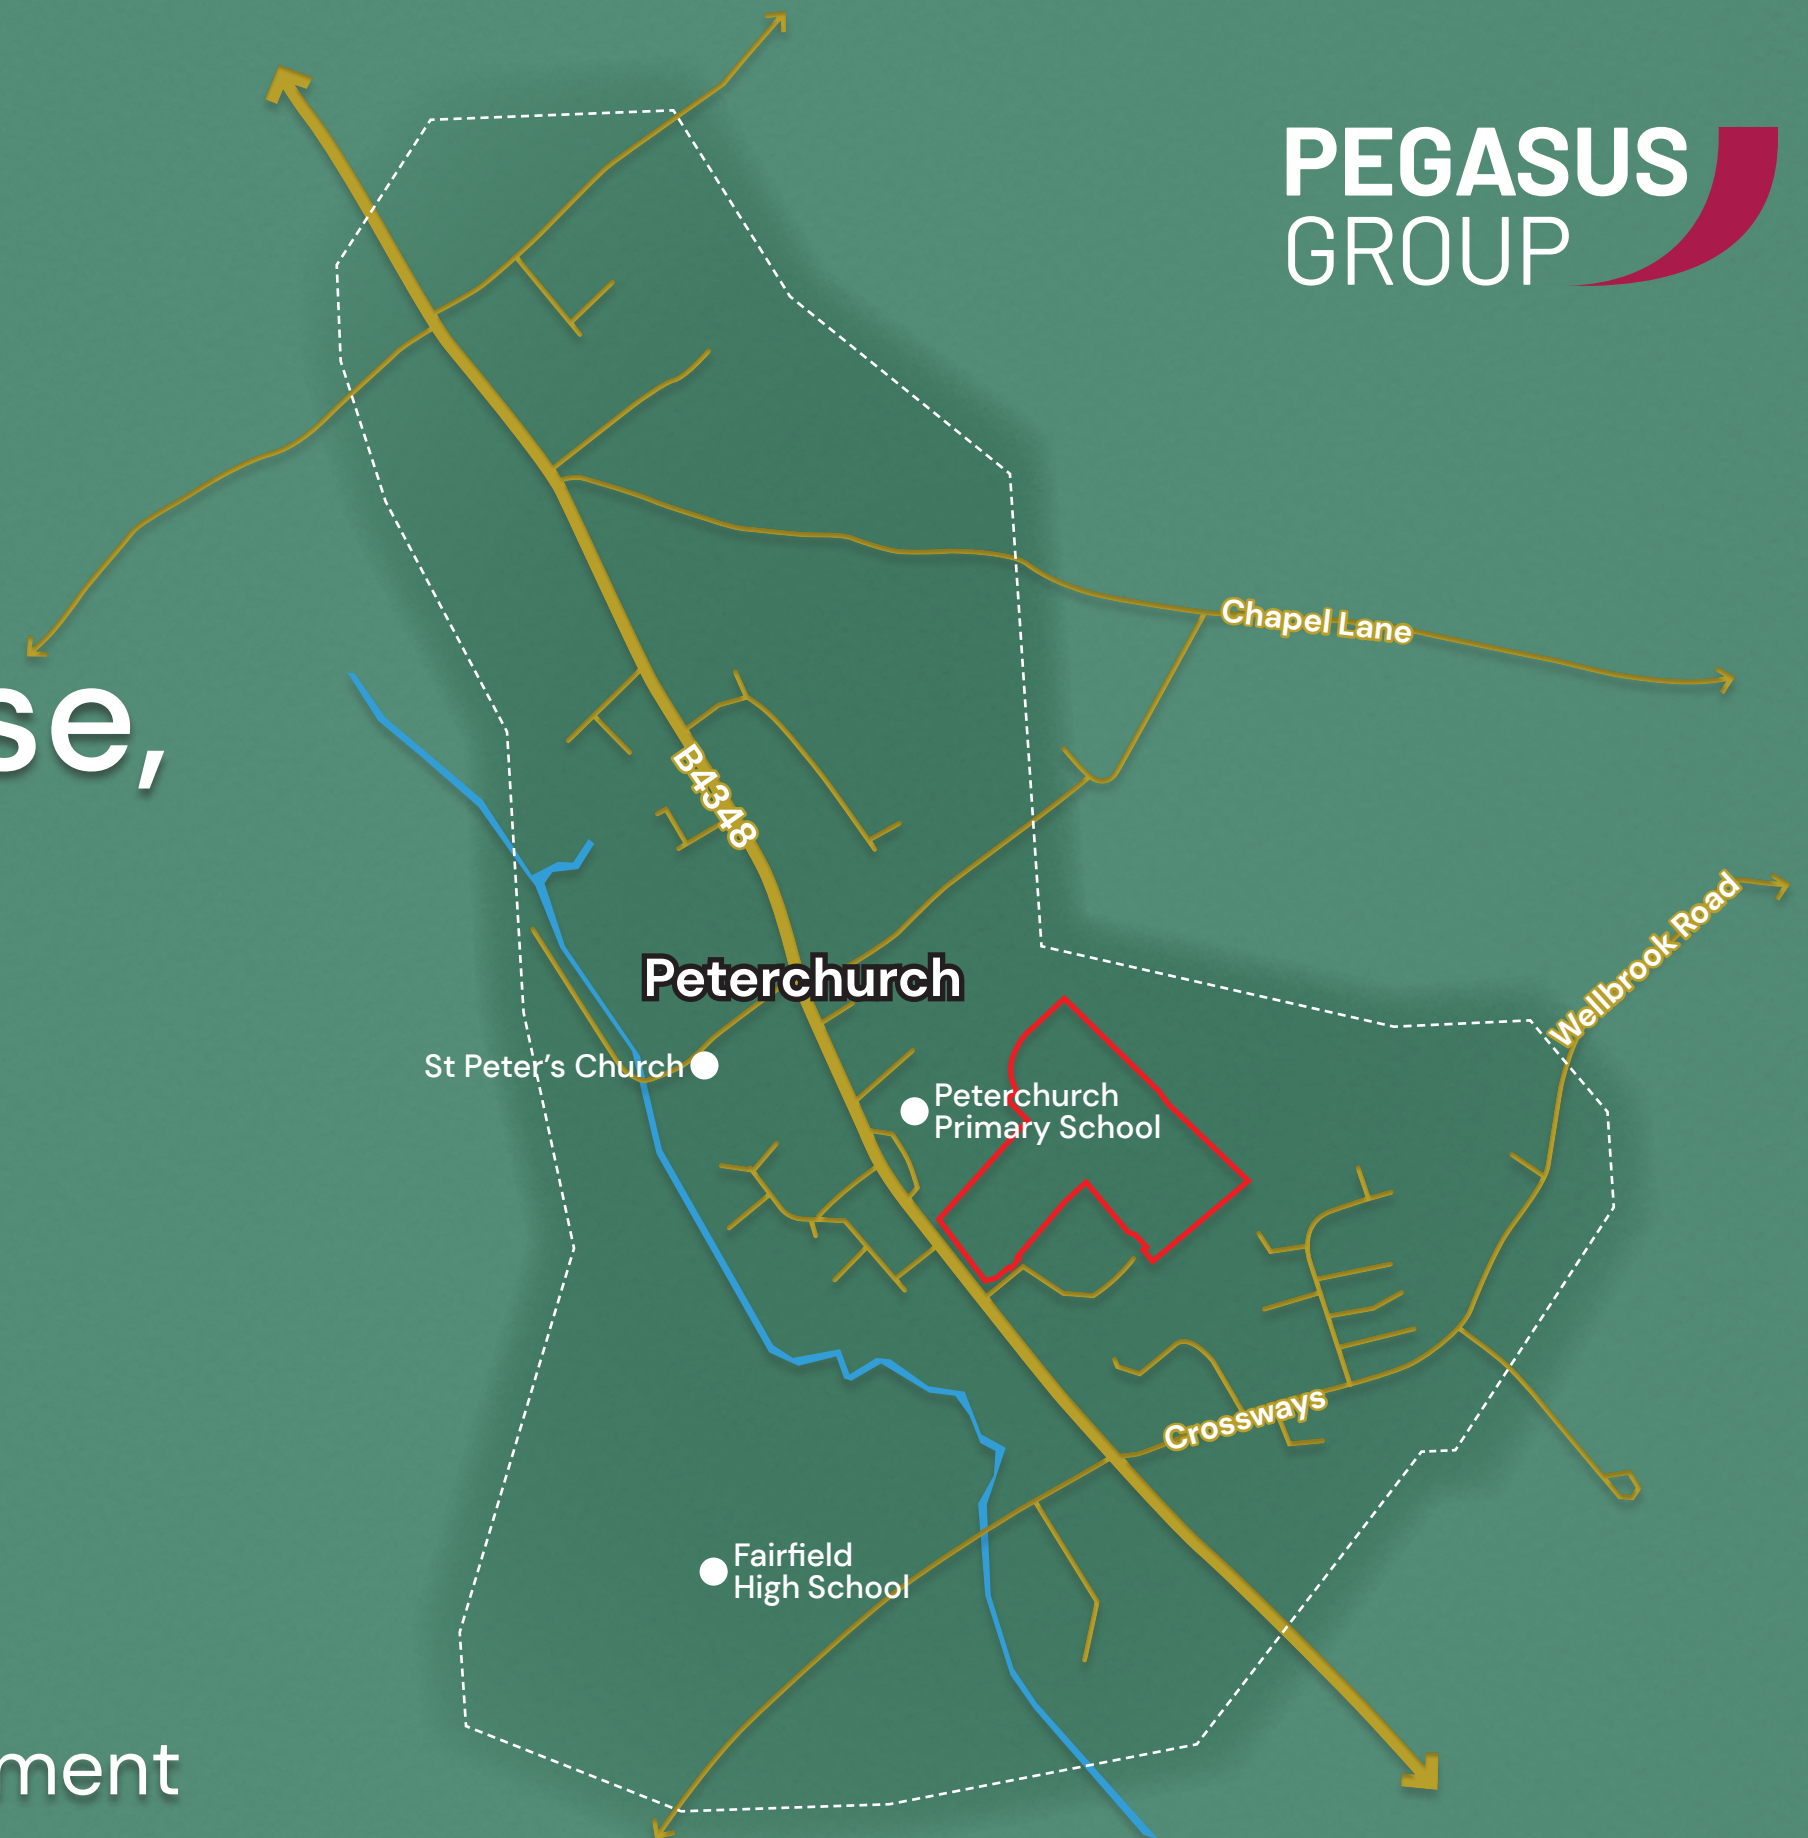 PEGASUS
GROUP
Chapel Lane
se,
B4348
Wellbrook Road
Peterchurch
St Peter's Church
Peterchurch
Primary School
Crossways
Fairfield
High School
ment